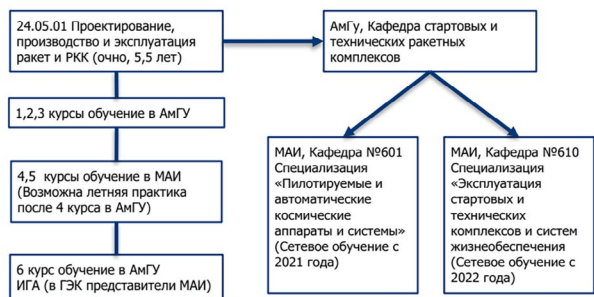 24.05.01 Проектирование,
производство и эксплуатация
ракет и РКК (очно, 5,5 лет)
АмГу, Кафедра стартовых и
технических ракетных
комплексов
1,2,3 курсы обучение в АмГУ
4,5 курсы обучение в МАИ
(Возможна летняя практика
после 4 курса в АмГУ)
6 курс обучение в АмГУ
ИГА (в ГЭК представители МАИ)
МАИ, Кафедра №601
Специализация
«Пилотируемые и
автоматические
космические
аппараты и системы»
(Сетевое обучение с
2021 года)
МАИ, Кафедра №610
Специализация
«Эксплуатация
стартовых и
технических
комплексов и систем
жизнеобеспечения
(Сетевое обучение с
2022 года)